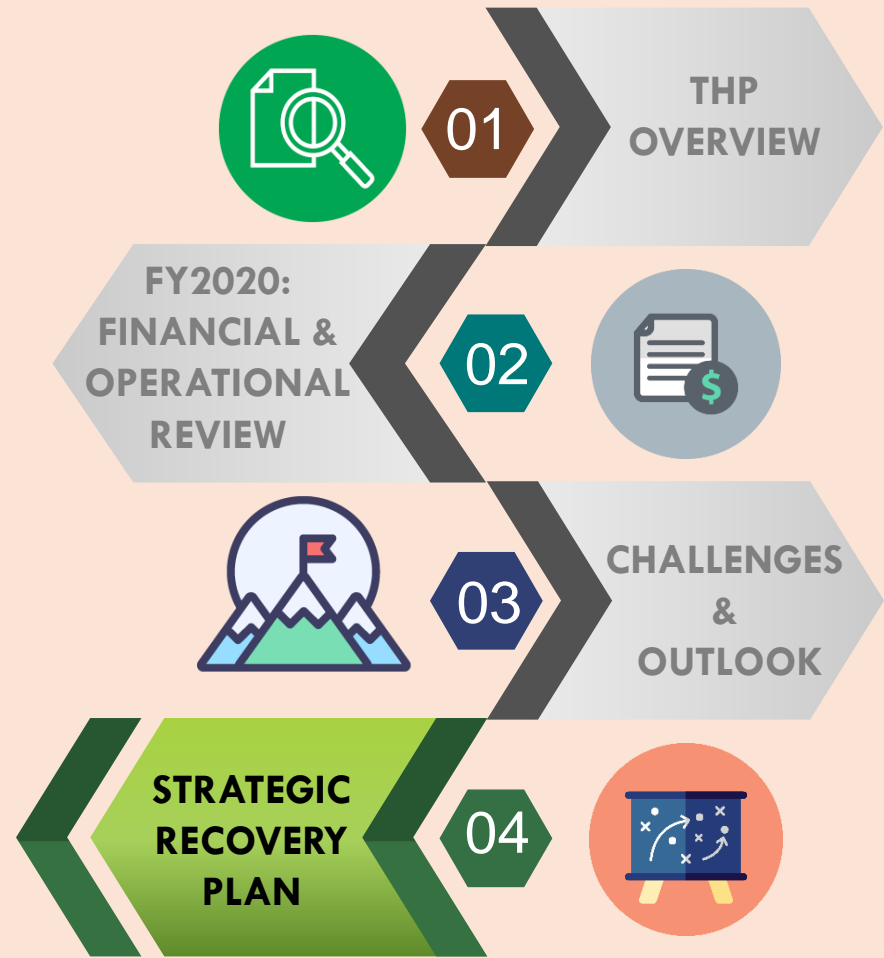 01
THP
OVERVIEW
FY2020:
FINANCIAL &
OPERATIONAL
REVIEW
02
$
03
CHALLENGES
&
OUTLOOK
STRATEGIC
RECOVERY
PLAN
04